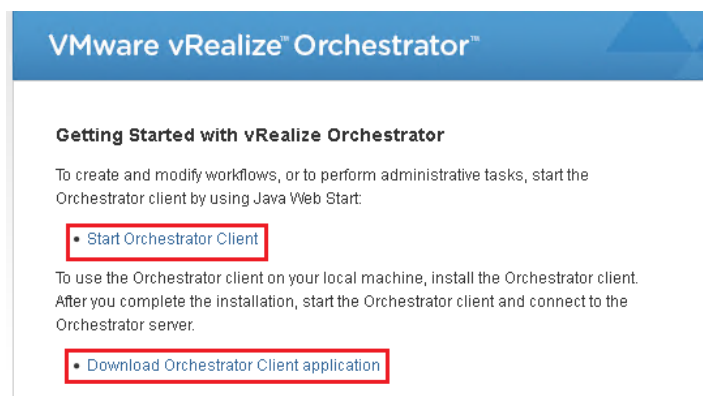 VMware vRealize™ Orchestrator™
Getting Started with vRealize Orchestrator
To create and modify workflows, or to perform administrative tasks, start the
Orchestrator client by using Java Web Start:
• Start Orchestrator Client
To use the Orchestrator client on your local machine, install the Orchestrator client.
After you complete the installation, start the Orchestrator client and connect to the
Orchestrator server.
• Download Orchestrator Client application